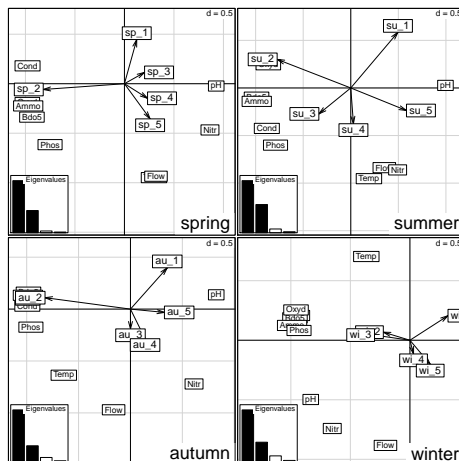 d = 0.5
sp_1
Cond
sp_3
pH
sp_2
sp_4
Ammo
Bdo5
sp_5
Nitr
Phos
Flow
Eigenvalues
spring
d = 0.5
su_1
su_2
pH
Ammo
su_5
su_3
su_4
Cond
Phos
Nitr
Temp
Eigenvalues
summer
d = 0.5
au_1
au_2
pH
Cond
au_5
Phos
au_3
au_4
Temp
Nitr
Flow
Eigenvalues
autumn
d = 0.5
Temp
Oxyd
Bdo5
Ammo
Phos
wi_3
wi_4
wi_5
pH
Nitr
Flow
Eigenvalues
winter